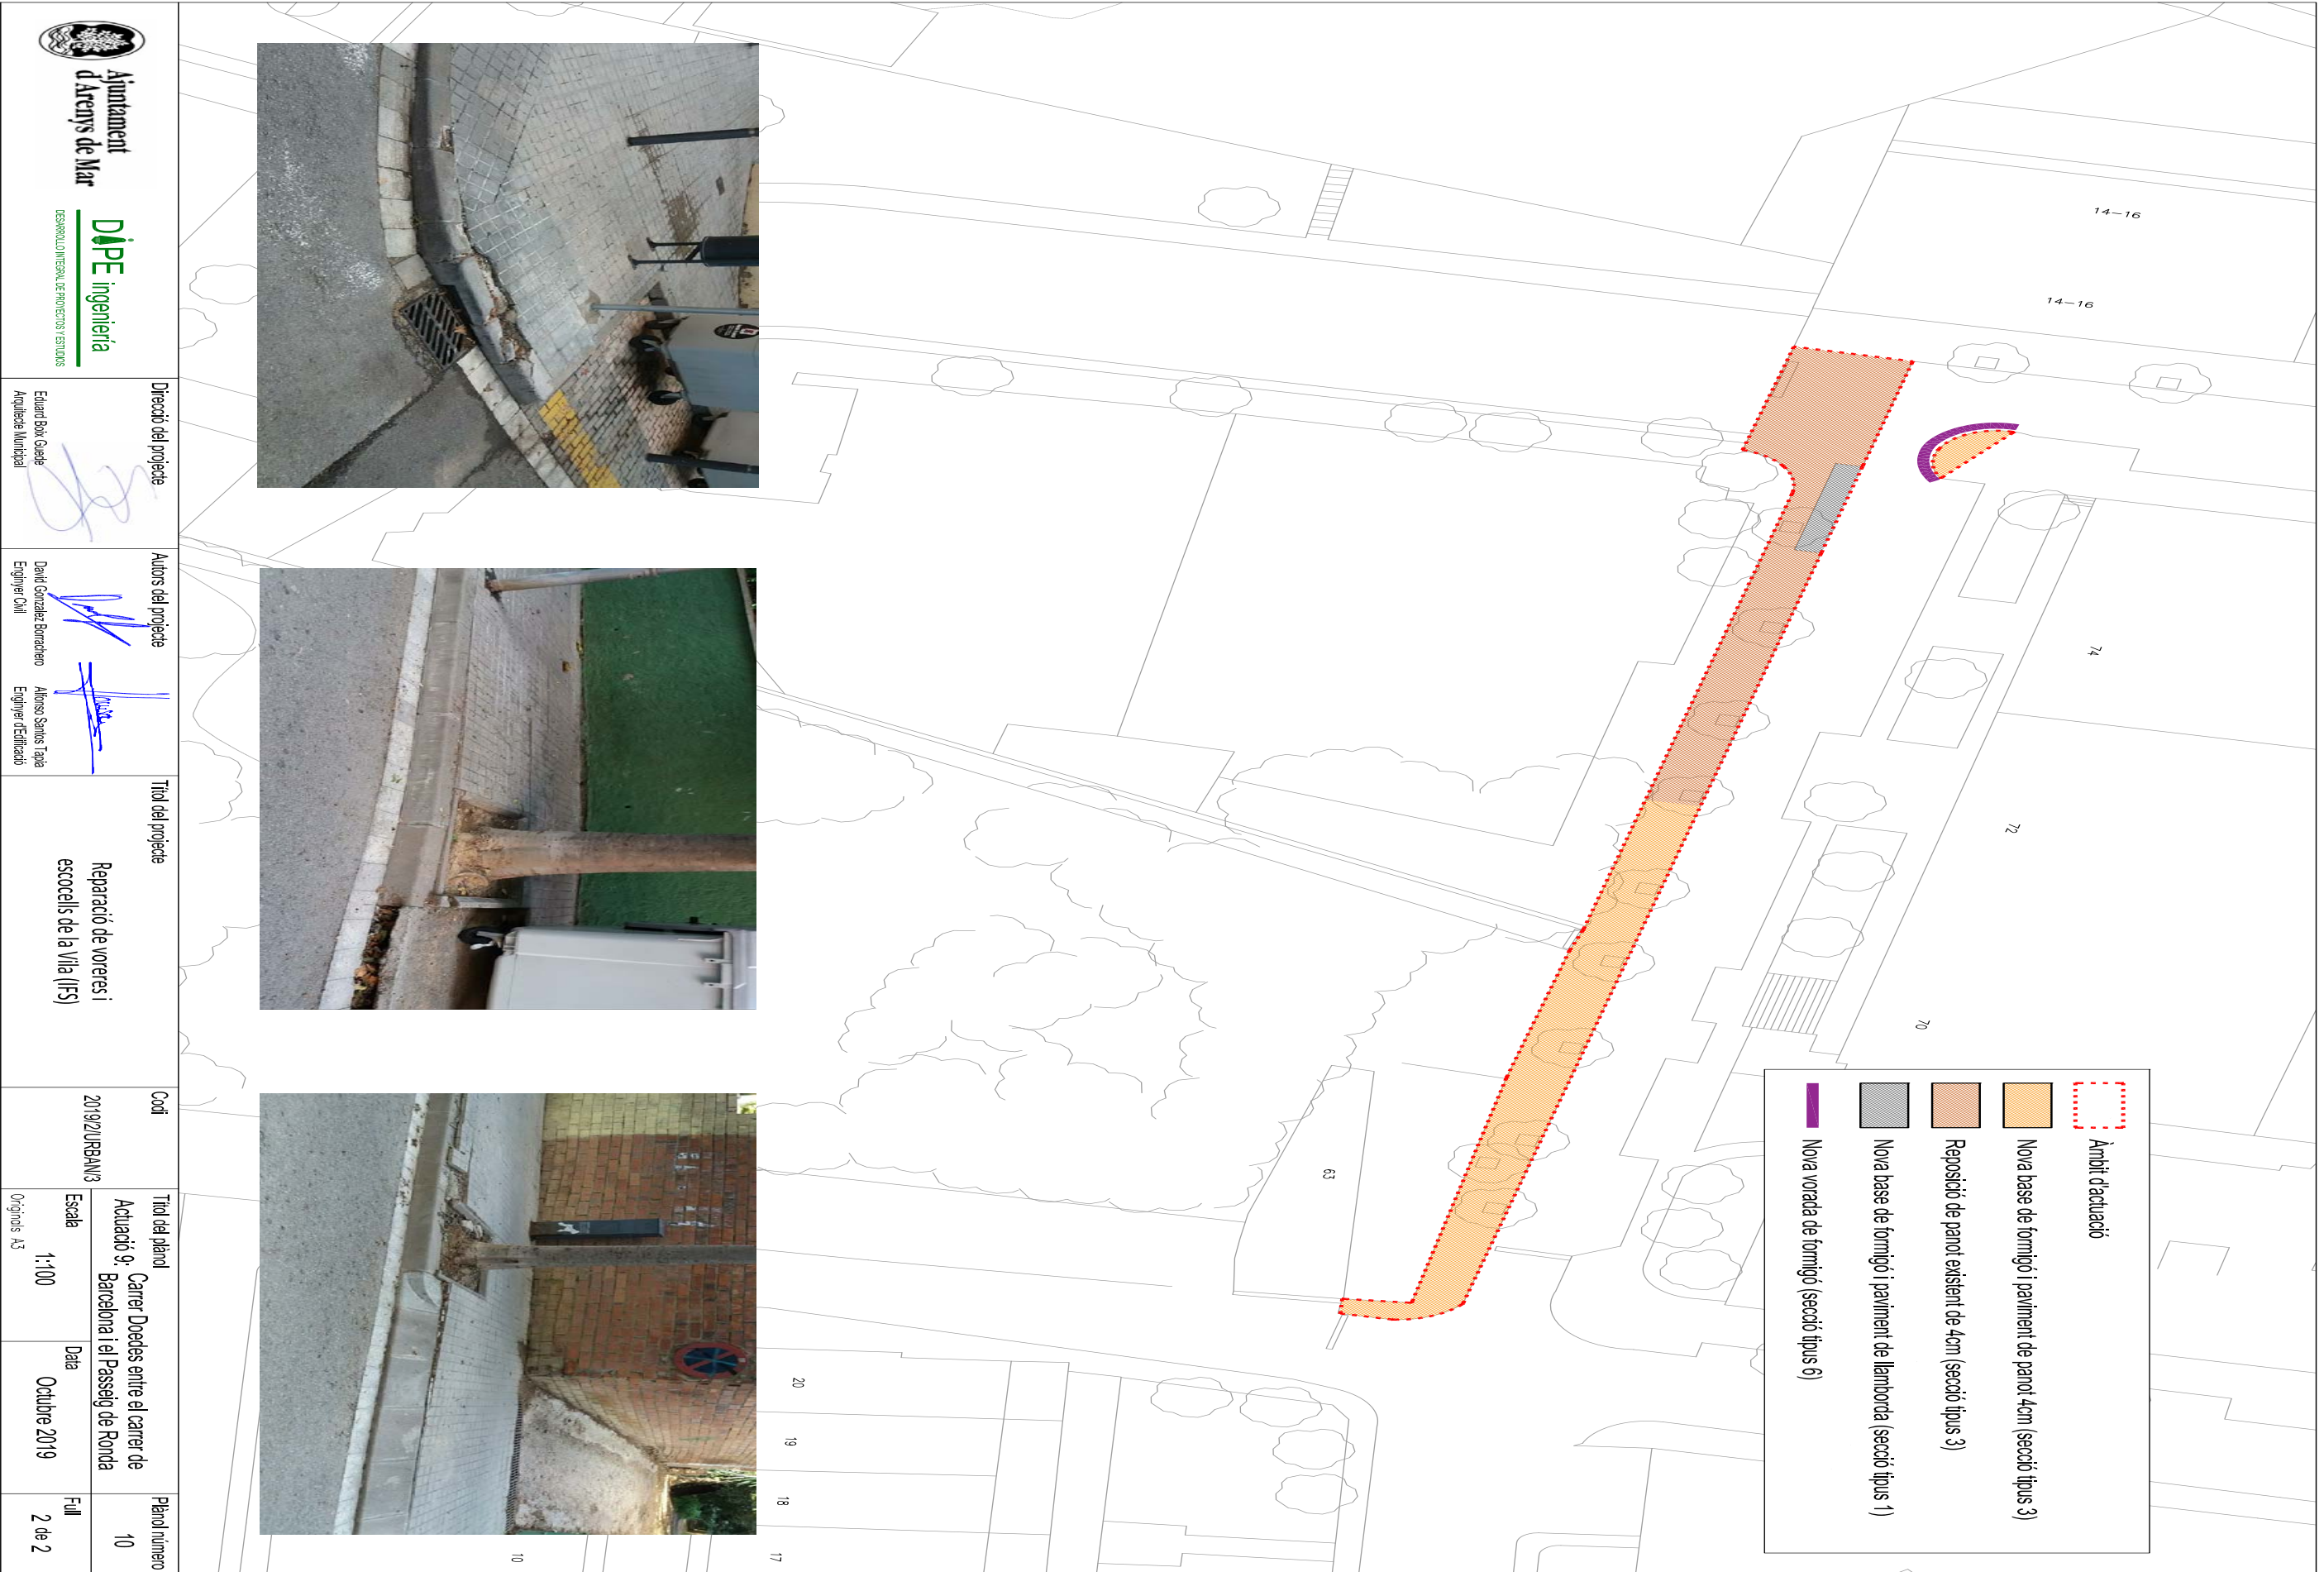 Àmbit d'actuació
Nova base de formigó i paviment de panot 4cm (secció tipus 3)
Reposició de panot existent de 4cm (secció tipus 3)
Nova base de formigó i paviment de llamborda (secció tipus 1)
Nova vorada de formigó (secció tipus 6)
14-16
14-16
74
72
70
63
20
19
18
17
10
Ajuntament
d'Arenys de Mar
DIPE ingeniería
DESARROLLO INTEGRAL DE PROYECTOS Y ESTUDIOS
Direcció del projecte
Eduard Boix Guede
Arquitecte Municipal
Autors del projecte
David Gonzalez Borrachero
Enginyer Civil
Alfonso Santos Tapia
Enginyer d'Edificació
Títol del projecte
Reparació de voreres i
escocells de la Vila (IFS)
Codi
2019/2/URBAN/3
Títol del plànol
Actuació 9: Carrer Doedes entre el carrer de
Barcelona i el Passeig de Ronda
Escala
1:100
Originals A3
Data
Octubre 2019
Plànol número
10
Full
2 de 2